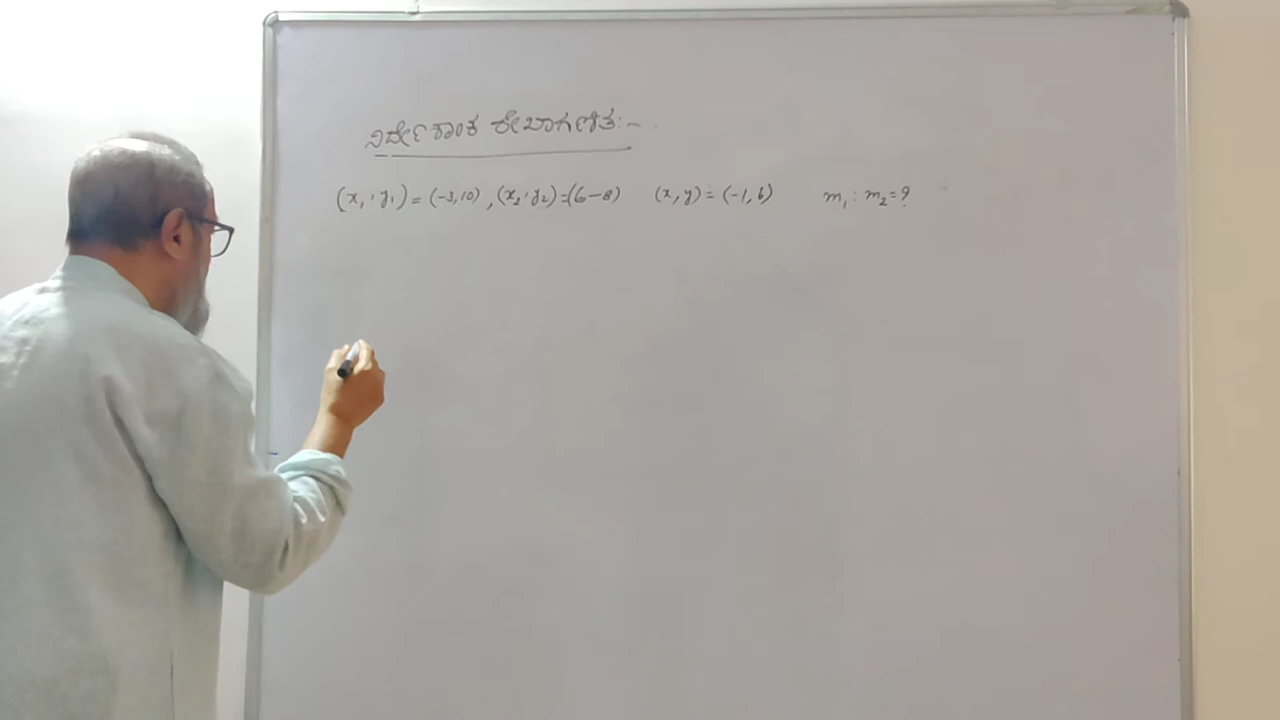 ನಿರ್ದೇಶಾಂಕ ರೇಖಾಗಣಿತ:-
(x₁, y₁) = (-3, 10), (x₂, y₂) = (6 -8) (x, y) = (-1, 6) m₁ : m₂ = ?